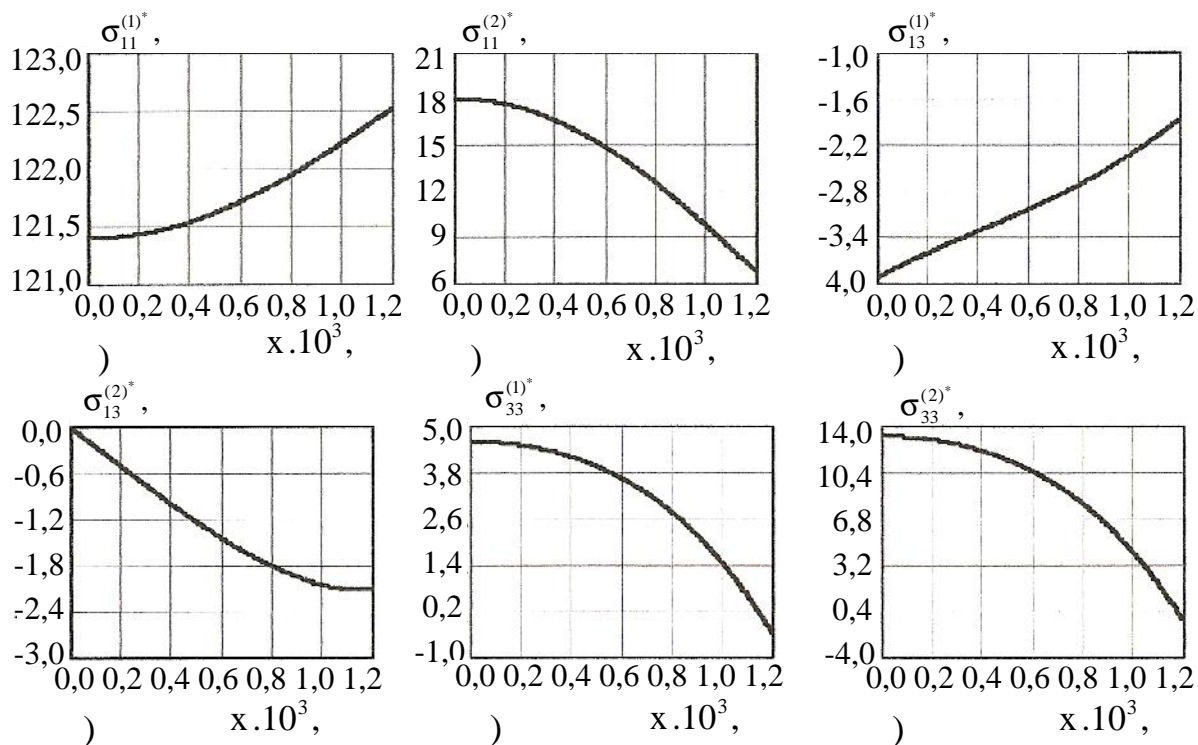 σ₁₁⁽¹⁾*,
123,0
122,5
122,0
121,5
121,0
0,0 0,2 0,4 0,6 0,8 1,0 1,2
x.10³,
)
σ₁₁⁽²⁾*,
21
18
15
12
9
6
0,0 0,2 0,4 0,6 0,8 1,0 1,2
x.10³,
)
σ₁₃⁽¹⁾*,
-1,0
-1,6
-2,2
-2,8
-3,4
4,0
0,0 0,2 0,4 0,6 0,8 1,0 1,2
x.10³,
)
σ₁₃⁽²⁾*,
0,0
-0,6
-1,2
-1,8
-2,4
-3,0
0,0 0,2 0,4 0,6 0,8 1,0 1,2
x.10³,
)
σ₃₃⁽¹⁾*,
5,0
3,8
2,6
1,4
0,2
-1,0
0,0 0,2 0,4 0,6 0,8 1,0 1,2
x.10³,
)
σ₃₃⁽²⁾*,
14,0
10,4
6,8
3,2
0,4
-4,0
0,0 0,2 0,4 0,6 0,8 1,0 1,2
x.10³,
)